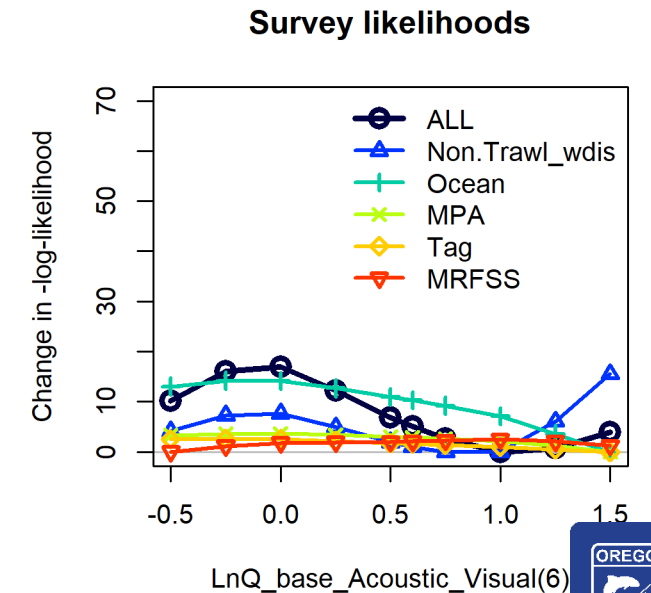 Survey likelihoods
Change in -log-likelihood
70
50
30
10
0
ALL
Non.Trawl_wdis
Ocean
MPA
Tag
MRFSS
-0.5 0.0 0.5 1.0 1.5
LnQ_base_Acoustic_Visual(6)